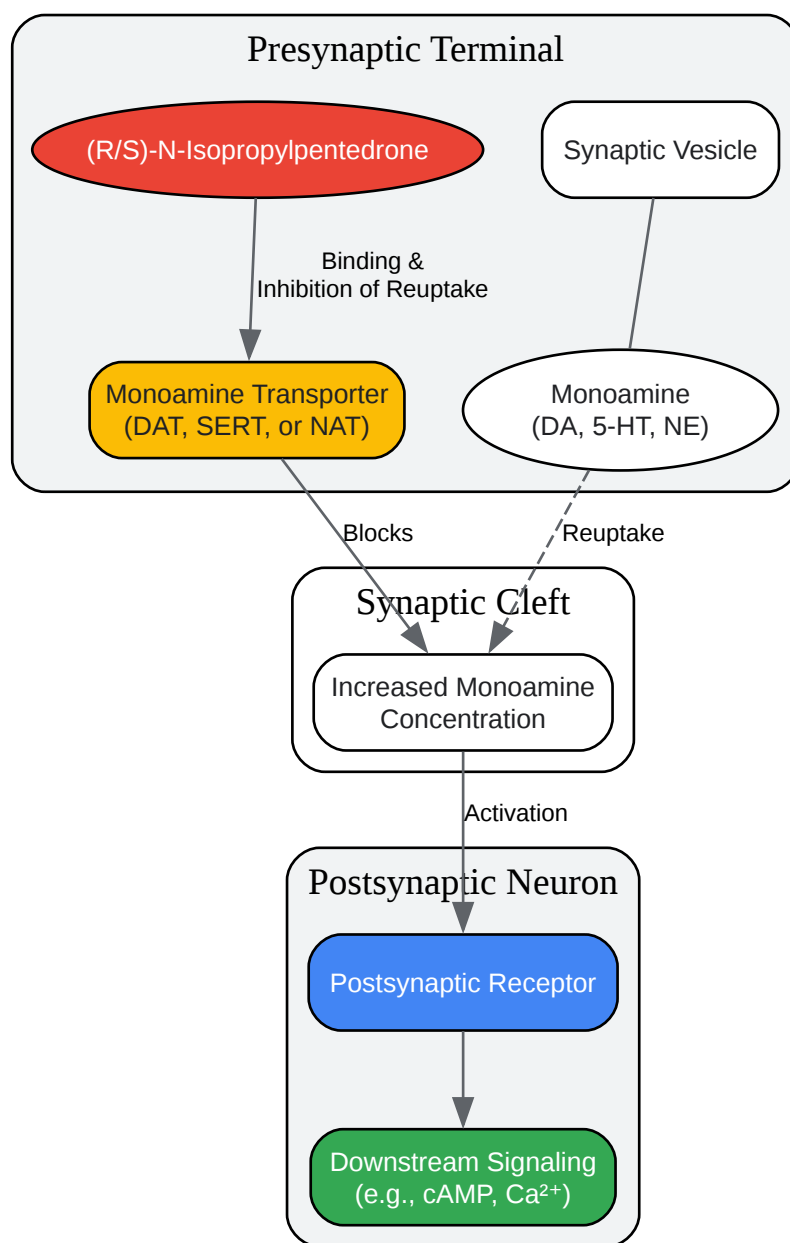 Presynaptic Terminal
(R/S)-N-Isopropylpentedrone
Synaptic Vesicle
Binding &
Inhibition of Reuptake
Monoamine Transporter
(DAT, SERT, or NAT)
Monoamine
(DA, 5-HT, NE)
Blocks
Reuptake
Synaptic Cleft
Increased Monoamine
Concentration
Activation
Postsynaptic Neuron
Postsynaptic Receptor
Downstream Signaling
(e.g., cAMP, Ca²⁺)